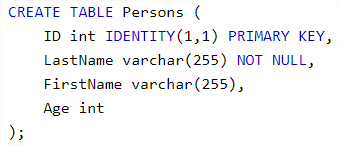 CREATE TABLE Persons (
    ID int IDENTITY(1,1) PRIMARY KEY,
    LastName varchar(255) NOT NULL,
    FirstName varchar(255),
    Age int
);